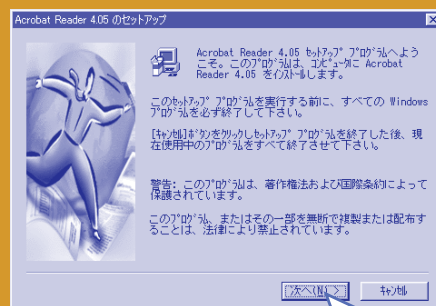 Acrobat Reader 4.05 のセットアップ
Acrobat Reader 4.05 ｾｯﾄｱｯﾌﾟ ﾌﾟﾛｸﾞﾗﾑへよう
こそ。このﾌﾟﾛｸﾞﾗﾑは、ｺﾝﾋﾟｭｰﾀに Acrobat
Reader 4.05 をｲﾝｽﾄｰﾙします。
このｾｯﾄｱｯﾌﾟ ﾌﾟﾛｸﾞﾗﾑを実行する前に、すべての Windows
ﾌﾟﾛｸﾞﾗﾑを必ず終了して下さい。
[ｷｬﾝｾﾙ]ﾎﾞﾀﾝをｸﾘｯｸしｾｯﾄｱｯﾌﾟ ﾌﾟﾛｸﾞﾗﾑを終了した後、現
在使用中のﾌﾟﾛｸﾞﾗﾑをすべて終了させて下さい。
警告: このﾌﾟﾛｸﾞﾗﾑは、著作権法および国際条約によって
保護されています。
このﾌﾟﾛｸﾞﾗﾑ、またはその一部を無断で複製または配布す
ることは、法律により禁止されています。
次へ(N) >
ｷｬﾝｾﾙ